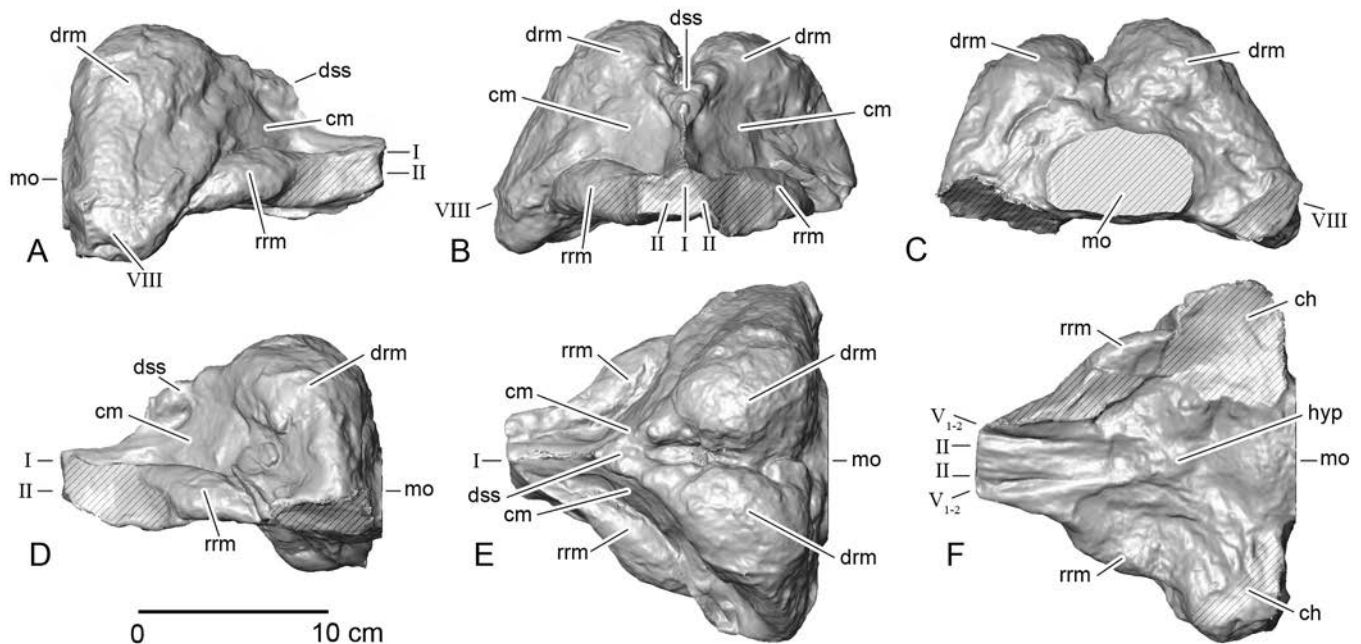 drm
dss
cm
I
II
mo
rrm
VIII
A
dss
drm
drm
cm
cm
VIII
rrm
II
I
II
rrm
B
drm
drm
mo
VIII
C
drm
dss
cm
I
II
mo
rrm
D
0 10 cm
rrm
drm
cm
I
mo
dss
cm
rrm
drm
E
ch
rrm
V1-2
hyp
II
mo
II
V1-2
rrm
ch
F